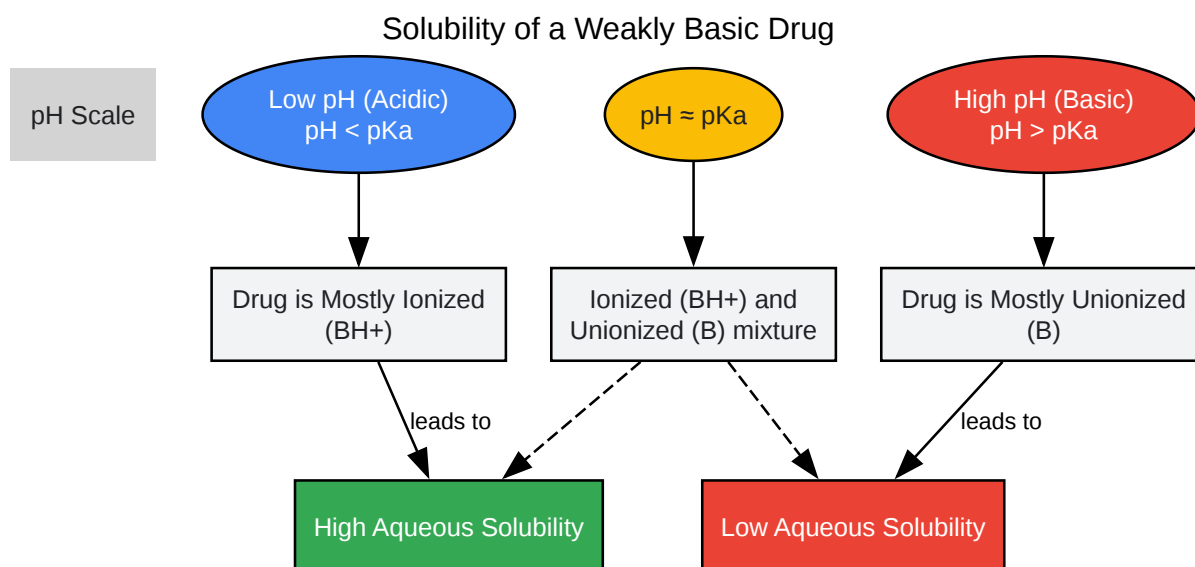 Solubility of a Weakly Basic Drug
pH Scale
Low pH (Acidic)
pH < pKa
pH ≈ pKa
High pH (Basic)
pH > pKa
Drug is Mostly Ionized
(BH+)
Ionized (BH+) and
Unionized (B) mixture
Drug is Mostly Unionized
(B)
leads to
leads to
High Aqueous Solubility
Low Aqueous Solubility